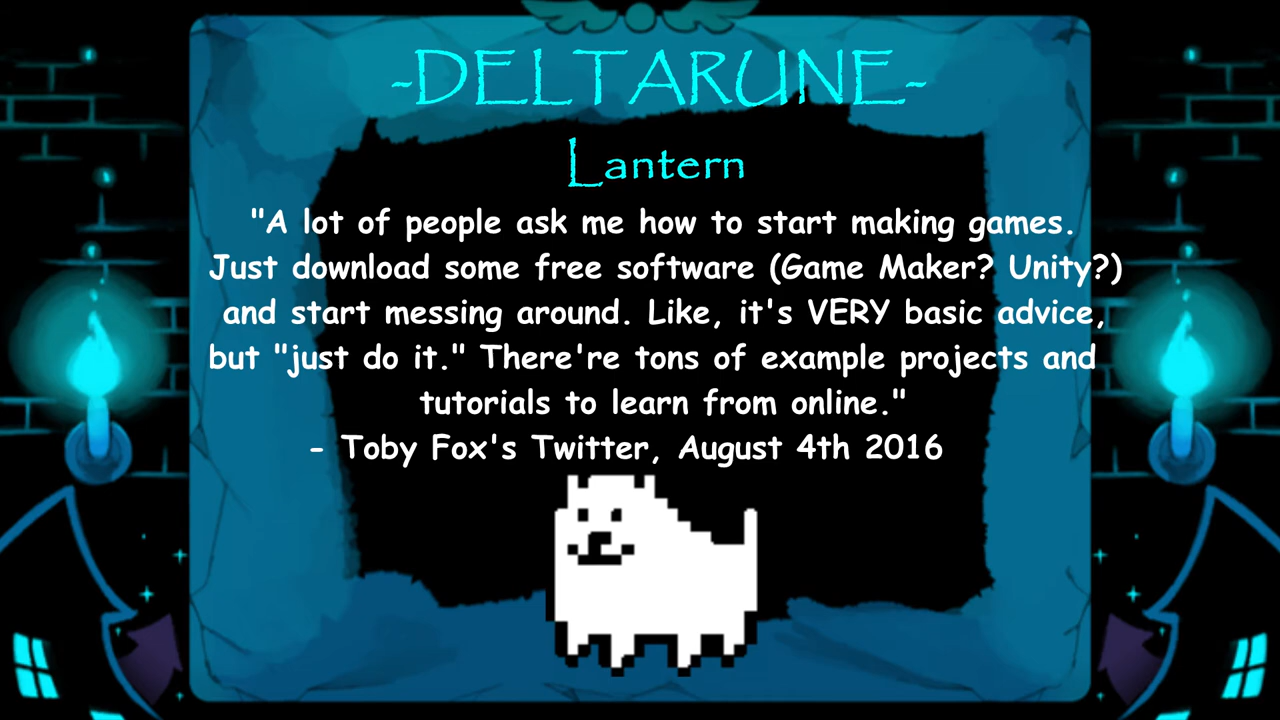 -DELTARUNE-
Lantern
"A lot of people ask me how to start making games.
Just download some free software (Game Maker? Unity?)
and start messing around. Like, it's VERY basic advice,
but "just do it." There're tons of example projects and
tutorials to learn from online."
- Toby Fox's Twitter, August 4th 2016